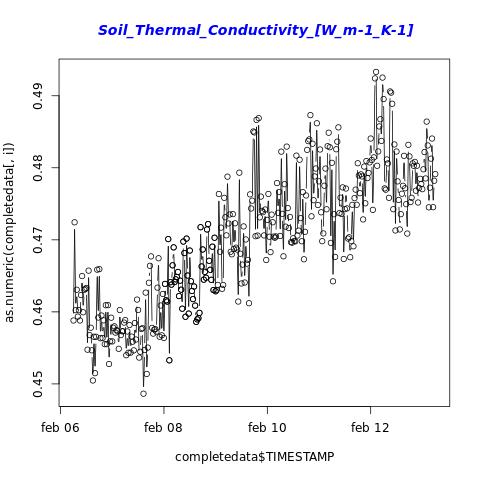 Soil_Thermal_Conductivity_[W_m-1_K-1]
as.numeric(completedata[, i])
0.49
0.48
0.47
0.46
0.45
feb 06
feb 08
feb 10
feb 12
completedata$TIMESTAMP